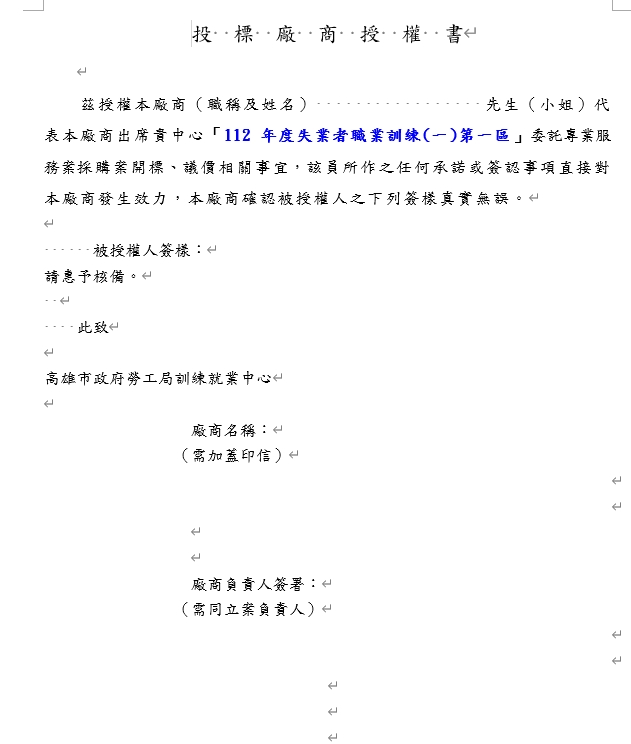 投 標 廠 商 授 權 書
茲授權本廠商（職稱及姓名） 先生（小姐）代
表本廠商出席貴中心「112 年度失業者職業訓練(一)第一區」委託專業服
務案採購案開標、議價相關事宜，該員所作之任何承諾或簽認事項直接對
本廠商發生效力，本廠商確認被授權人之下列簽樣真實無誤。
被授權人簽樣：
請惠予核備。
此致
高雄市政府勞工局訓練就業中心
廠商名稱：
（需加蓋印信）
廠商負責人簽署：
（需同立案負責人）